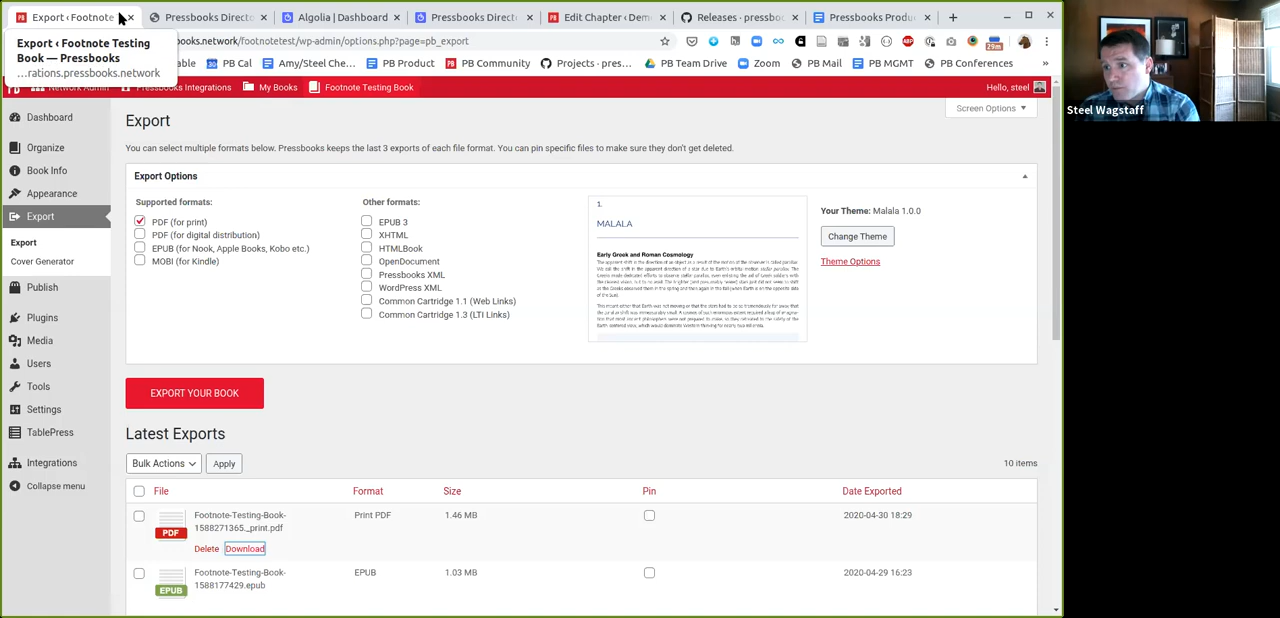 Export ‹ Footnote
Pressbooks Direct
Algolia | Dashboard
Pressbooks Direct
Edit Chapter ‹ Dem
Releases · pressbo
Pressbooks Produ
Export ‹ Footnote Testing
Book — Pressbooks
...rations.pressbooks.network
books.network/footnotetest/wp-admin/options.php?page=pb_export
29m
able
PB Cal
Amy/Steel Che...
PB Product
PB Community
Projects · pres...
PB Team Drive
Zoom
PB Mail
PB MGMT
PB Conferences
»
Network Admin
Pressbooks Integrations
My Books
Footnote Testing Book
Hello, steel
Steel Wagstaff
Screen Options
Dashboard
Organize
Book Info
Appearance
Export
Export
Cover Generator
Publish
Plugins
Media
Users
Tools
Settings
TablePress
Integrations
Collapse menu
Export
You can select multiple formats below. Pressbooks keeps the last 3 exports of each file format. You can pin specific files to make sure they don't get deleted.
Export Options
Supported formats:
PDF (for print)
PDF (for digital distribution)
EPUB (for Nook, Apple Books, Kobo etc.)
MOBI (for Kindle)
Other formats:
EPUB 3
XHTML
HTMLBook
OpenDocument
Pressbooks XML
WordPress XML
Common Cartridge 1.1 (Web Links)
Common Cartridge 1.3 (LTI Links)
1.
MALALA
Early Greek and Roman Cosmology
Your Theme: Malala 1.0.0
Change Theme
Theme Options
EXPORT YOUR BOOK
Latest Exports
Bulk Actions
Apply
10 items
File
Format
Size
Pin
Date Exported
Footnote-Testing-Book-
1588271365._print.pdf
Print PDF
1.46 MB
2020-04-30 18:29
PDF
Delete
Download
Footnote-Testing-Book-
1588177429.epub
EPUB
1.03 MB
2020-04-29 16:23
EPUB